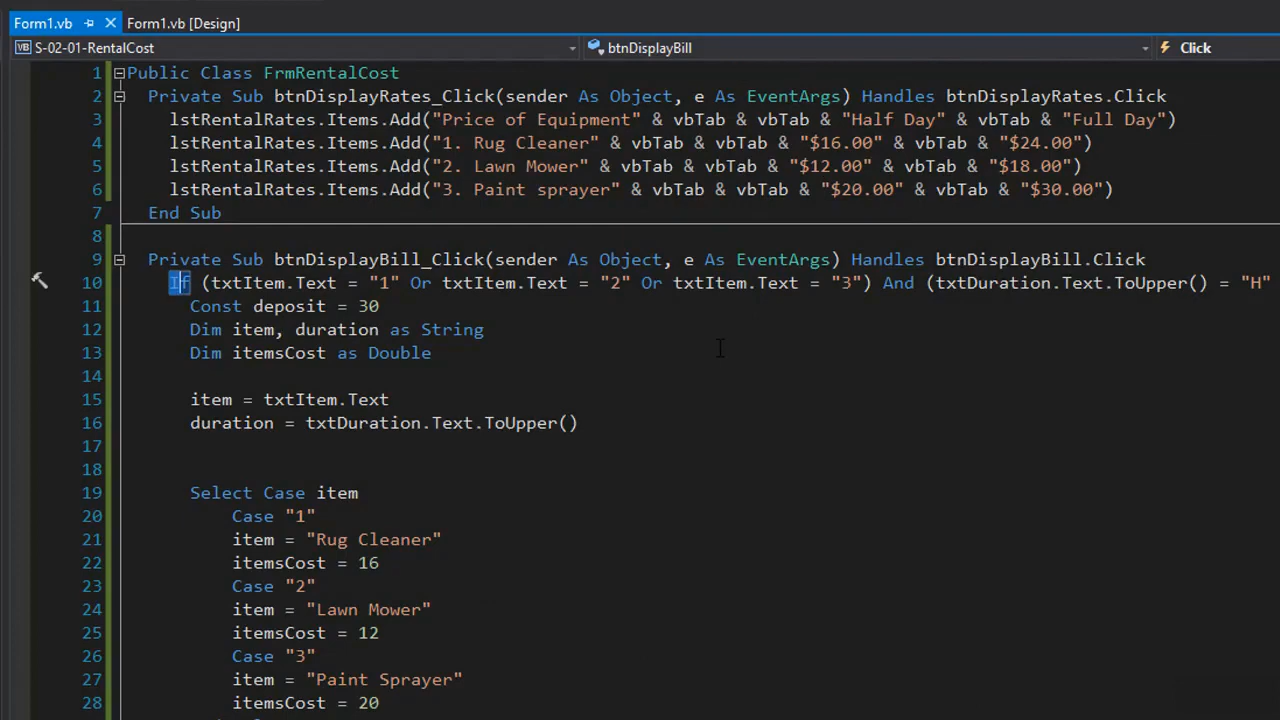 Form1.vb Form1.vb [Design]
VB S-02-01-RentalCost btnDisplayBill Click
1 Public Class FrmRentalCost
2 Private Sub btnDisplayRates_Click(sender As Object, e As EventArgs) Handles btnDisplayRates.Click
3 lstRentalRates.Items.Add("Price of Equipment" & vbTab & vbTab & "Half Day" & vbTab & "Full Day")
4 lstRentalRates.Items.Add("1. Rug Cleaner" & vbTab & vbTab & "$16.00" & vbTab & "$24.00")
5 lstRentalRates.Items.Add("2. Lawn Mower" & vbTab & vbTab & "$12.00" & vbTab & "$18.00")
6 lstRentalRates.Items.Add("3. Paint sprayer" & vbTab & vbTab & "$20.00" & vbTab & "$30.00")
7 End Sub
8
9 Private Sub btnDisplayBill_Click(sender As Object, e As EventArgs) Handles btnDisplayBill.Click
10 If (txtItem.Text = "1" Or txtItem.Text = "2" Or txtItem.Text = "3") And (txtDuration.Text.ToUpper() = "H"
11 Const deposit = 30
12 Dim item, duration as String
13 Dim itemsCost as Double
14
15 item = txtItem.Text
16 duration = txtDuration.Text.ToUpper()
17
18
19 Select Case item
20 Case "1"
21 item = "Rug Cleaner"
22 itemsCost = 16
23 Case "2"
24 item = "Lawn Mower"
25 itemsCost = 12
26 Case "3"
27 item = "Paint Sprayer"
28 itemsCost = 20